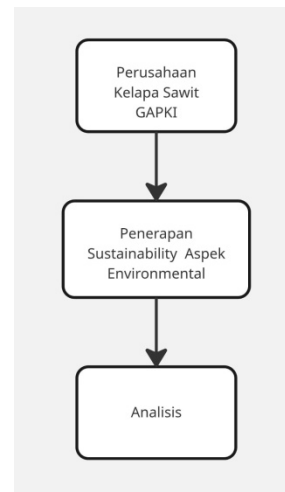 Perusahaan
Kelapa Sawit
GAPKI
Penerapan
Sustainability Aspek
Environmental
Analisis